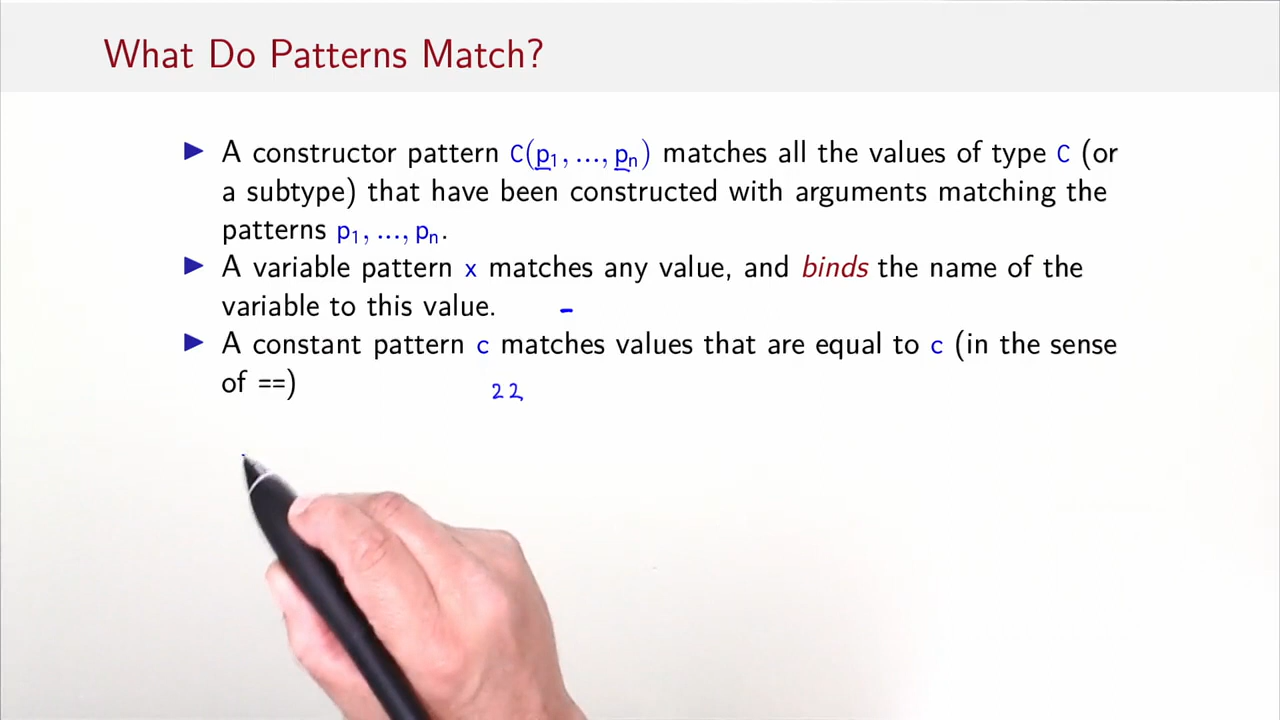 What Do Patterns Match?
▶ A constructor pattern C(p₁, ..., pₙ) matches all the values of type C (or
a subtype) that have been constructed with arguments matching the
patterns p₁, ..., pₙ.
▶ A variable pattern x matches any value, and binds the name of the
variable to this value.
▶ A constant pattern c matches values that are equal to c (in the sense
of ==)
22